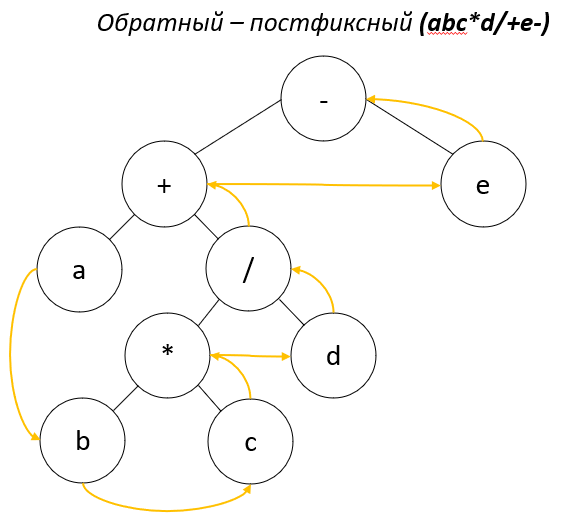 Обратный – постфиксный (abc*d/+e-)
-
+
e
a
/
*
d
b
c